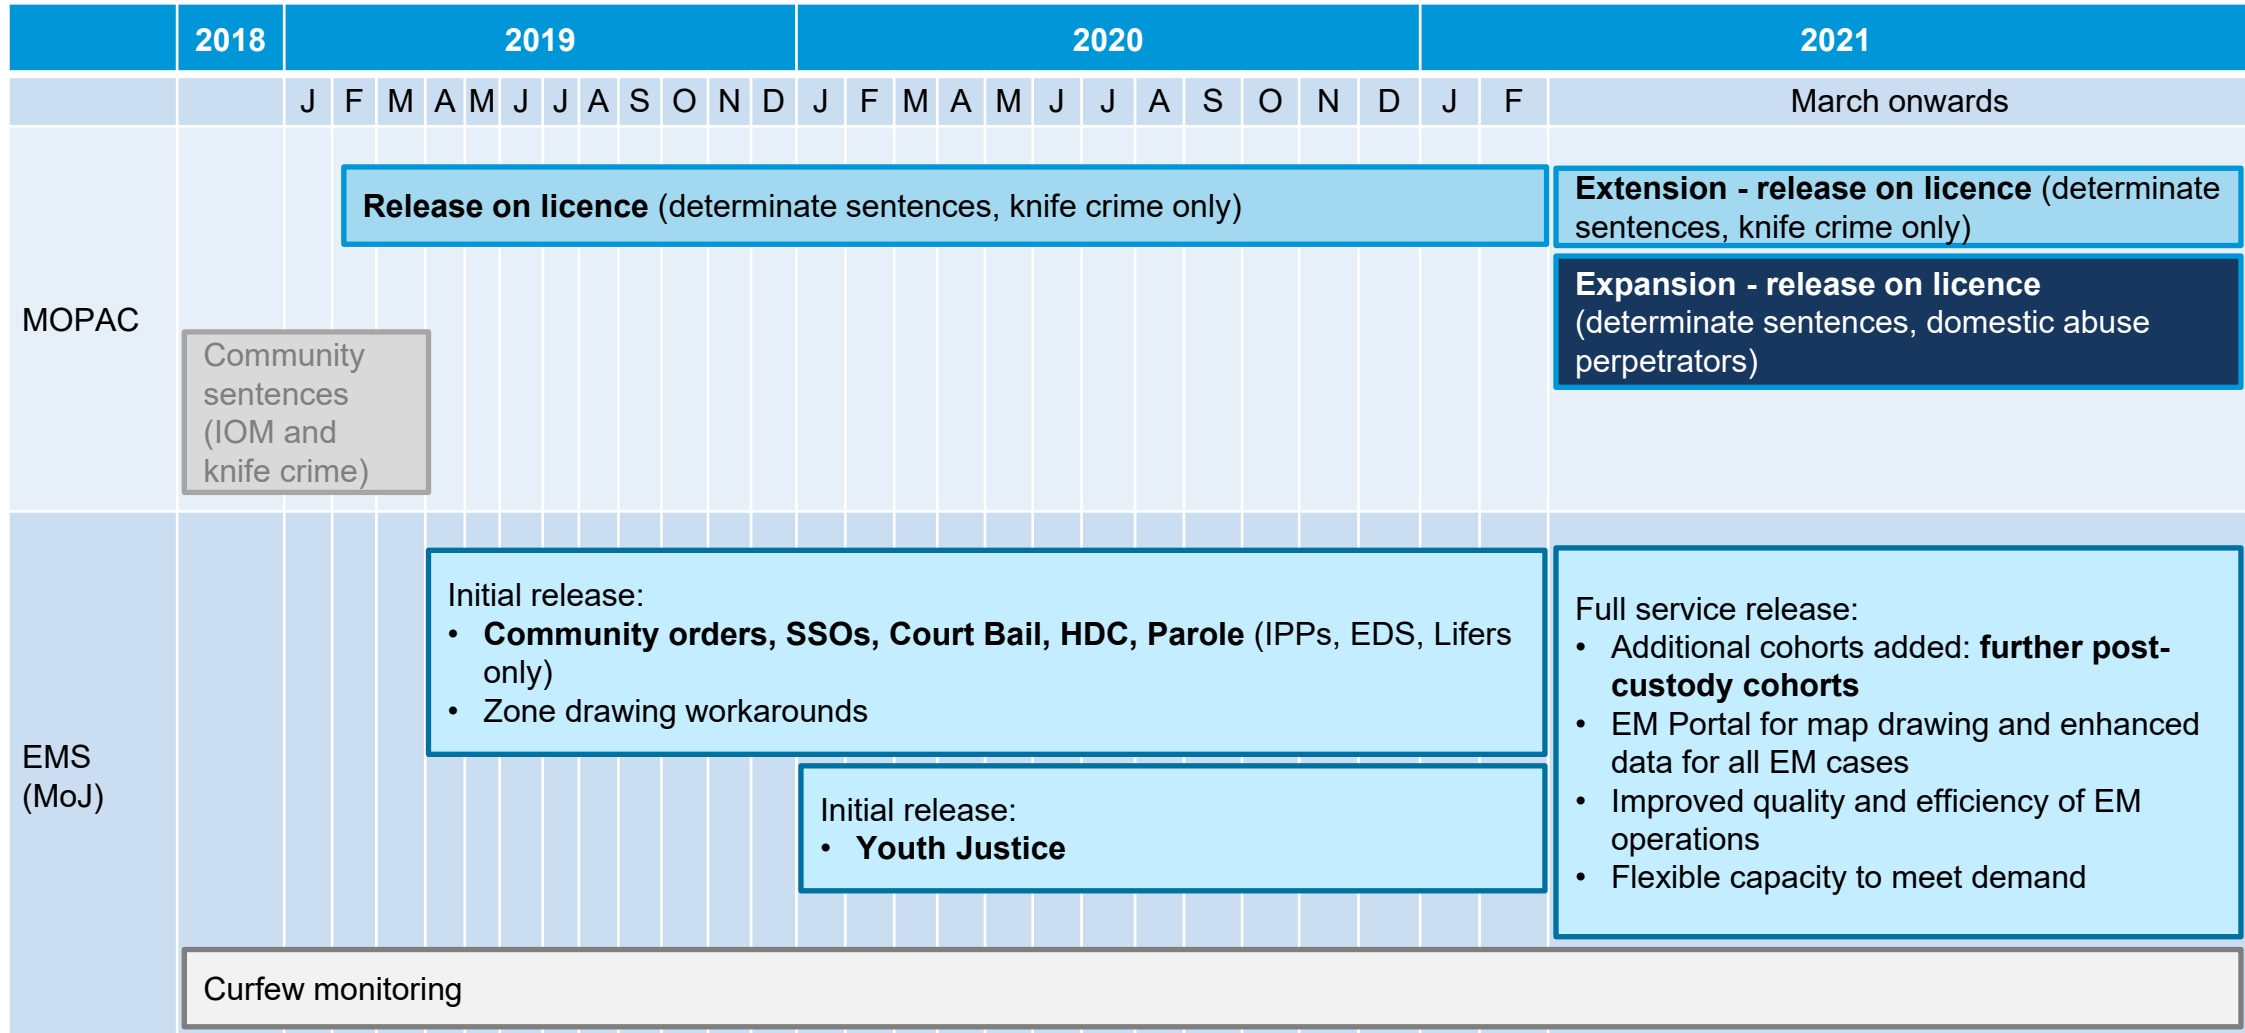 2018 2019 2020 2021
J F M A M J J A S O N D J F M A M J J A S O N D J F March onwards
MOPAC
Release on licence (determinate sentences, knife crime only)
Extension - release on licence (determinate
sentences, knife crime only)
Expansion - release on licence
(determinate sentences, domestic abuse
perpetrators)
Community
sentences
(IOM and
knife crime)
EMS
(MoJ)
Initial release:
• Community orders, SSOs, Court Bail, HDC, Parole (IPPs, EDS, Lifers
only)
• Zone drawing workarounds
Initial release:
• Youth Justice
Full service release:
• Additional cohorts added: further post-
custody cohorts
• EM Portal for map drawing and enhanced
data for all EM cases
• Improved quality and efficiency of EM
operations
• Flexible capacity to meet demand
Curfew monitoring